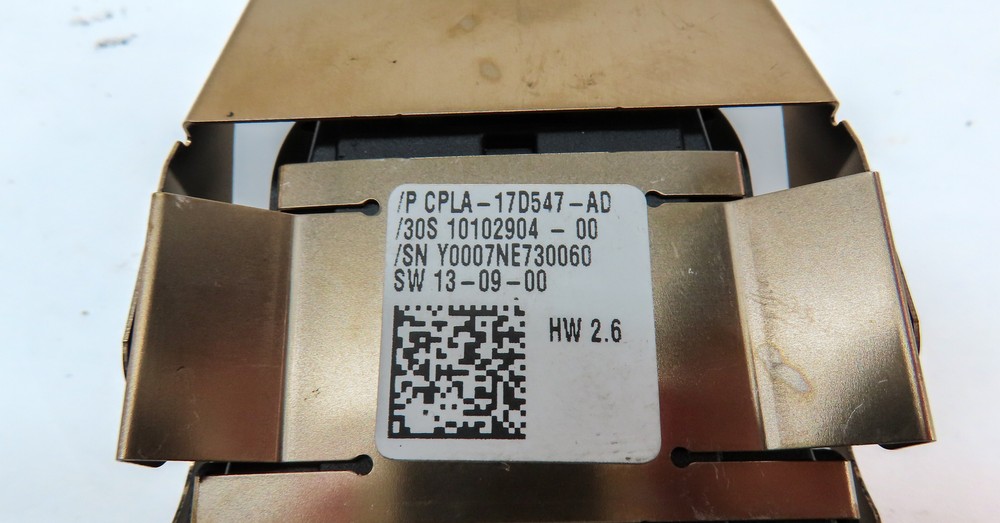 /P CPLA-17D547-AD
/30S 10102904 - 00
/SN Y0007NE730060
SW 13-09-00
HW 2.6